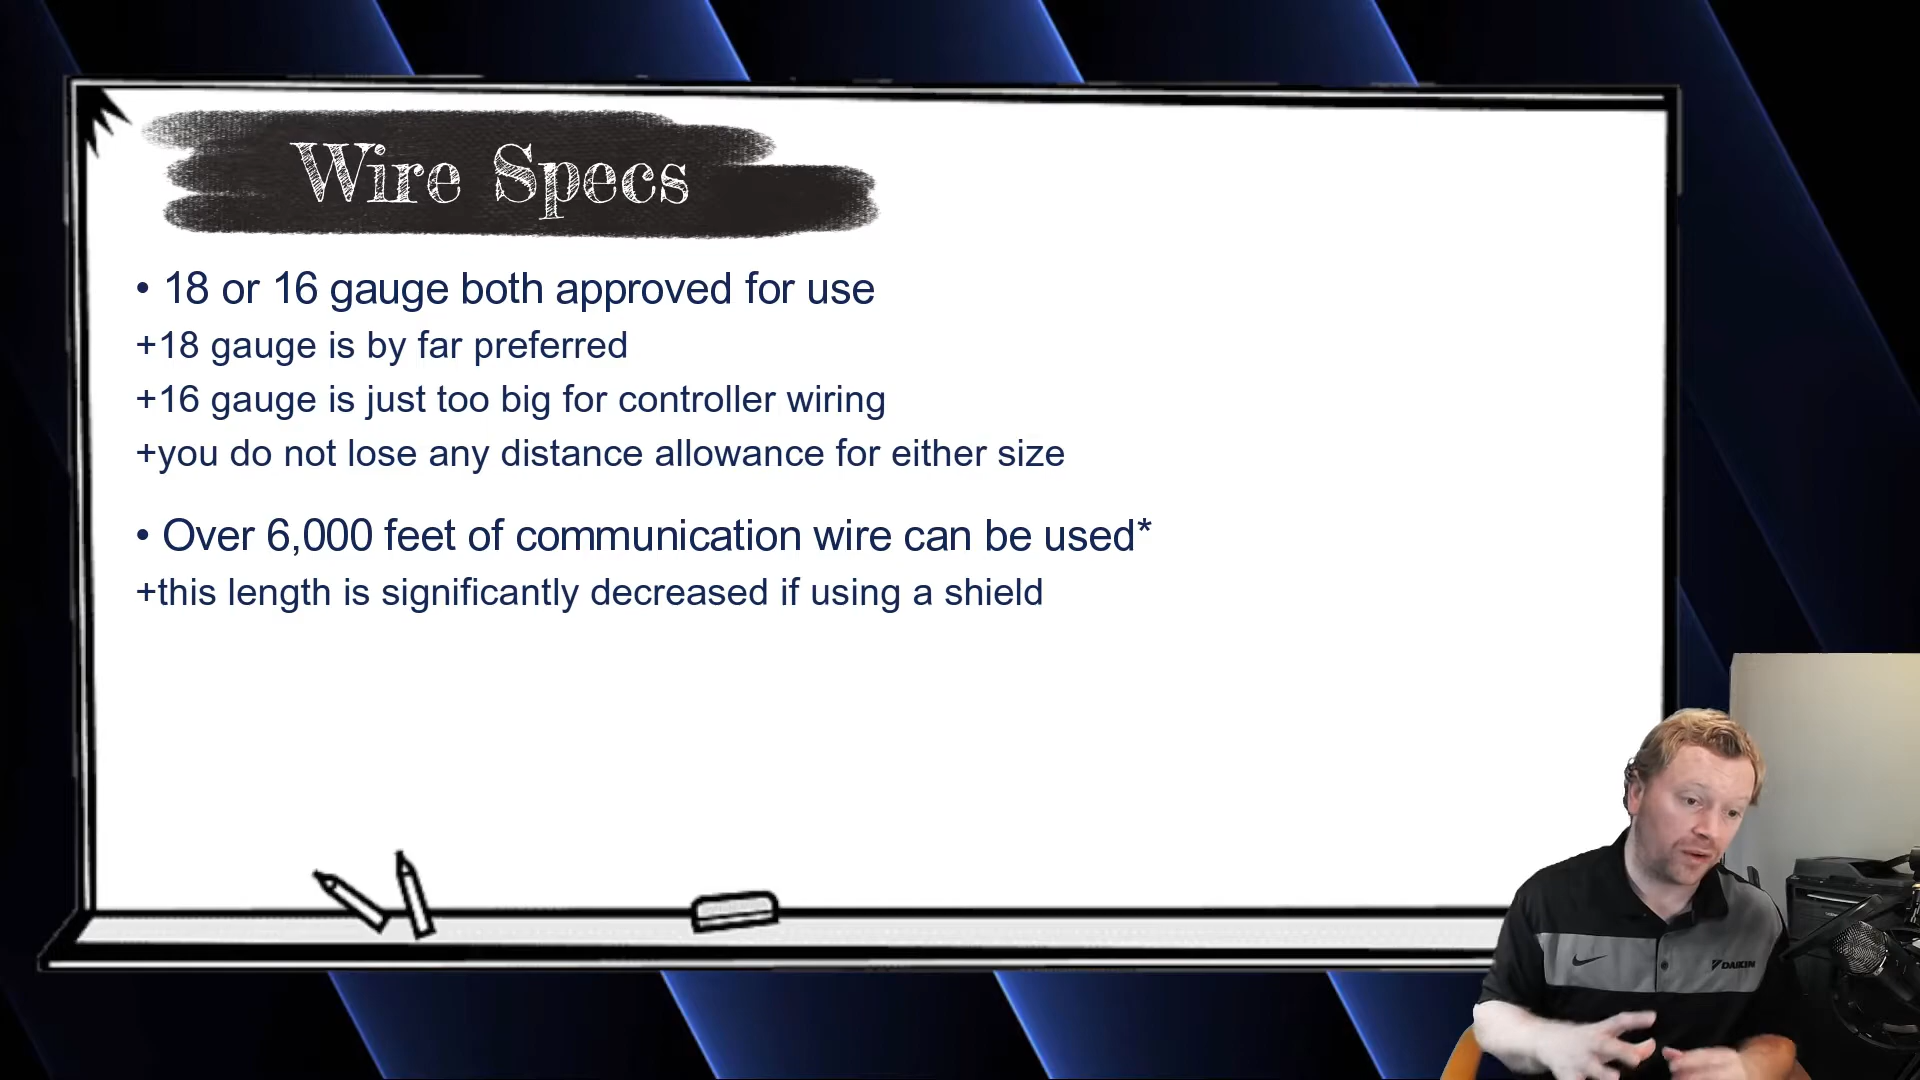 Wire Specs
• 18 or 16 gauge both approved for use
+18 gauge is by far preferred
+16 gauge is just too big for controller wiring
+you do not lose any distance allowance for either size
• Over 6,000 feet of communication wire can be used*
+this length is significantly decreased if using a shield
DAIKIN